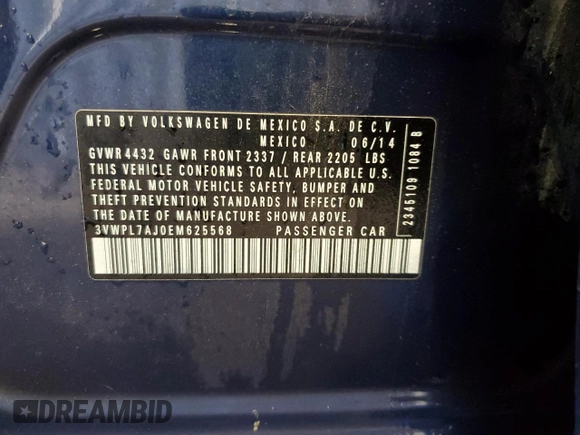 MFD BY VOLKSWAGEN DE MEXICO S.A. DE C.V.
MEXICO 06/14
GVWR4432 GAWR FRONT 2337 / REAR 2205 LBS
THIS VEHICLE CONFORMS TO ALL APPLICABLE U.S.
FEDERAL MOTOR VEHICLE SAFETY, BUMPER AND
THEFT PREVENTION STANDARDS IN EFFECT ON
THE DATE OF MANUFACTURE SHOWN ABOVE.
3VWPL7AJ0EM625568 PASSENGER CAR
2345109 1084 B
DREAMBID